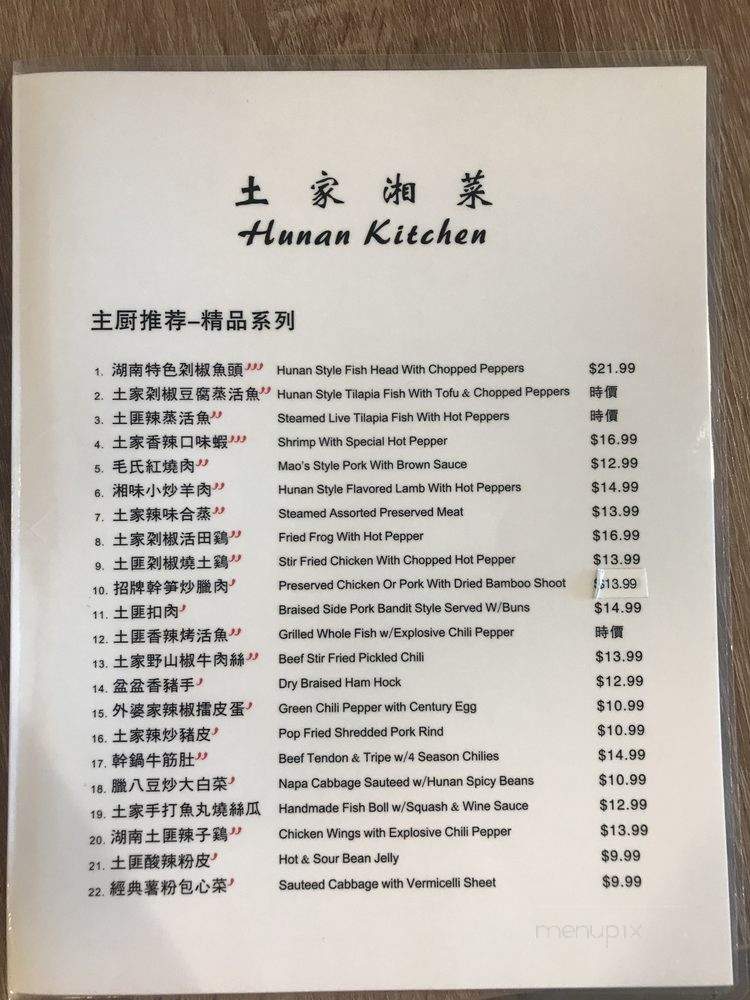 土家湘菜
Hunan Kitchen
主厨推荐–精品系列
1. 湖南特色剁椒魚頭 Hunan Style Fish Head With Chopped Peppers $21.99
2. 土家剁椒豆腐蒸活魚 Hunan Style Tilapia Fish With Tofu & Chopped Peppers 時價
3. 土匪辣蒸活魚 Steamed Live Tilapia Fish With Hot Peppers 時價
4. 土家香辣口味蝦 Shrimp With Special Hot Pepper $16.99
5. 毛氏紅燒肉 Mao's Style Pork With Brown Sauce $12.99
6. 湘味小炒羊肉 Hunan Style Flavored Lamb With Hot Peppers $14.99
7. 土家辣味合蒸 Steamed Assorted Preserved Meat $13.99
8. 土家剁椒活田鷄 Fried Frog With Hot Pepper $16.99
9. 土匪剁椒燒土鷄 Stir Fried Chicken With Chopped Hot Pepper $13.99
10. 招牌幹笋炒臘肉 Preserved Chicken Or Pork With Dried Bamboo Shoot $13.99
11. 土匪扣肉 Braised Side Pork Bandit Style Served W/Buns $14.99
12. 土匪香辣烤活魚 Grilled Whole Fish w/Explosive Chili Pepper 時價
13. 土家野山椒牛肉絲 Beef Stir Fried Pickled Chili $13.99
14. 盆盆香豬手 Dry Braised Ham Hock $12.99
15. 外婆家辣椒擂皮蛋 Green Chili Pepper with Century Egg $10.99
16. 土家辣炒豬皮 Pop Fried Shredded Pork Rind $10.99
17. 幹鍋牛筋肚 Beef Tendon & Tripe w/4 Season Chilies $14.99
18. 臘八豆炒大白菜 Napa Cabbage Sauteed w/Hunan Spicy Beans $10.99
19. 土家手打魚丸燒絲瓜 Handmade Fish Boll w/Squash & Wine Sauce $12.99
20. 湖南土匪辣子鷄 Chicken Wings with Explosive Chili Pepper $13.99
21. 土匪酸辣粉皮 Hot & Sour Bean Jelly $9.99
22. 經典薯粉包心菜 Sauteed Cabbage with Vermicelli Sheet $9.99
menupix